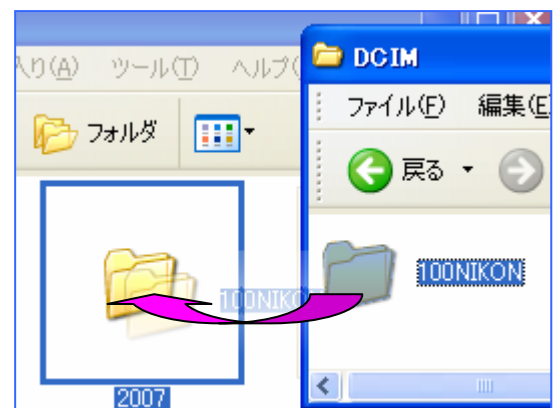 入り(A) ツール(T) ヘルプ(
フォルダ
2007
DCIM
ファイル(F) 編集(E
戻る
100NIKON
100NIKO